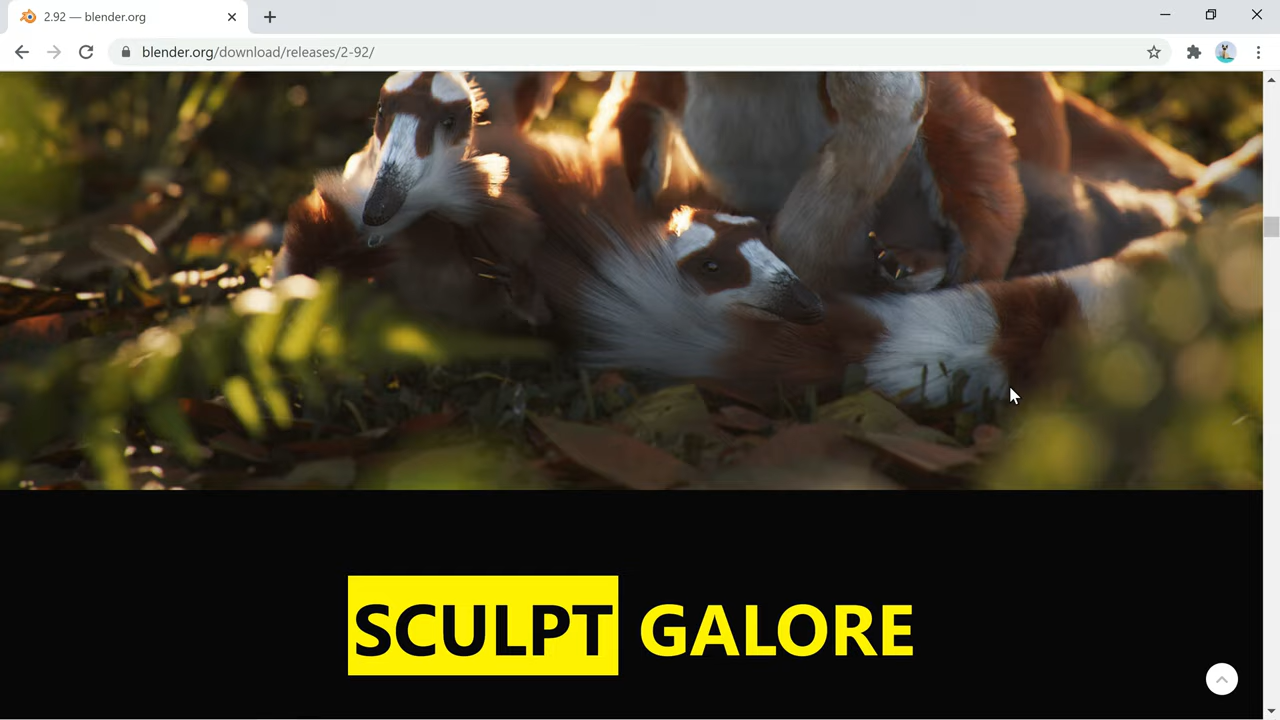 2.92 — blender.org
blender.org/download/releases/2-92/
SCULPT GALORE